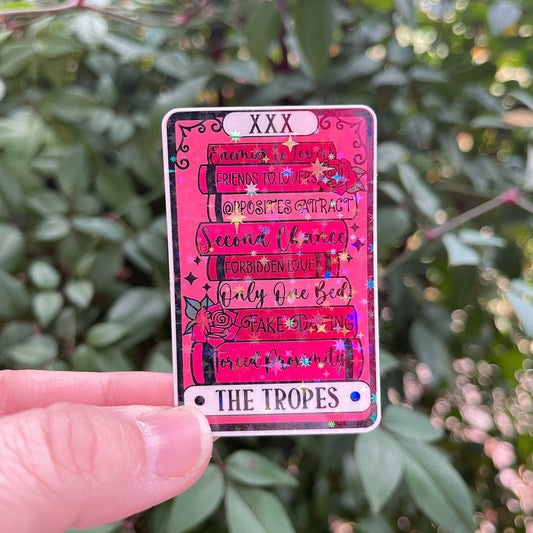 XXX
Enemies to Lovers
FRIENDS TO LOVERS
OPPOSITES ATTRACT
Second Chance
FORBIDDEN LOVE
Only One Bed
FAKE DATING
Forced Proximity
THE TROPES